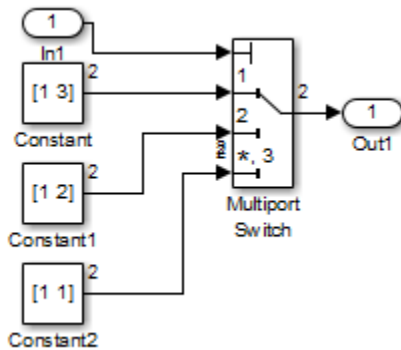 1
In1
2
[1 3]
Constant
1
2
*, 3
2
Multiport
Switch
1
Out1
2
[1 2]
Constant1
2
[1 1]
Constant2